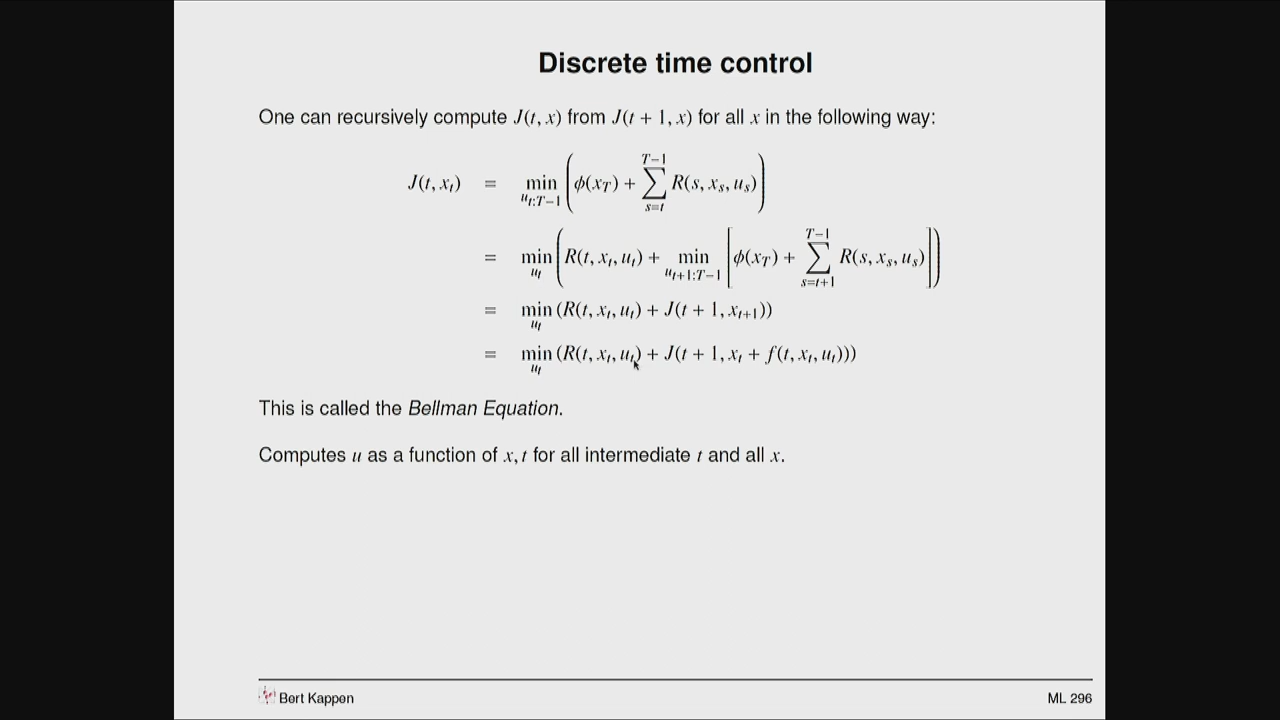 Discrete time control
One can recursively compute J(t, x) from J(t + 1, x) for all x in the following way:
J(t, x_t) = min_{u_{t:T−1}} ( ϕ(x_T) + ∑_{s=t}^{T−1} R(s, x_s, u_s) )
= min_{u_t} ( R(t, x_t, u_t) + min_{u_{t+1:T−1}} [ ϕ(x_T) + ∑_{s=t+1}^{T−1} R(s, x_s, u_s) ] )
= min_{u_t} (R(t, x_t, u_t) + J(t + 1, x_{t+1}))
= min_{u_t} (R(t, x_t, u_t) + J(t + 1, x_t + f(t, x_t, u_t)))
This is called the Bellman Equation.
Computes u as a function of x, t for all intermediate t and all x.
Bert Kappen ML 296